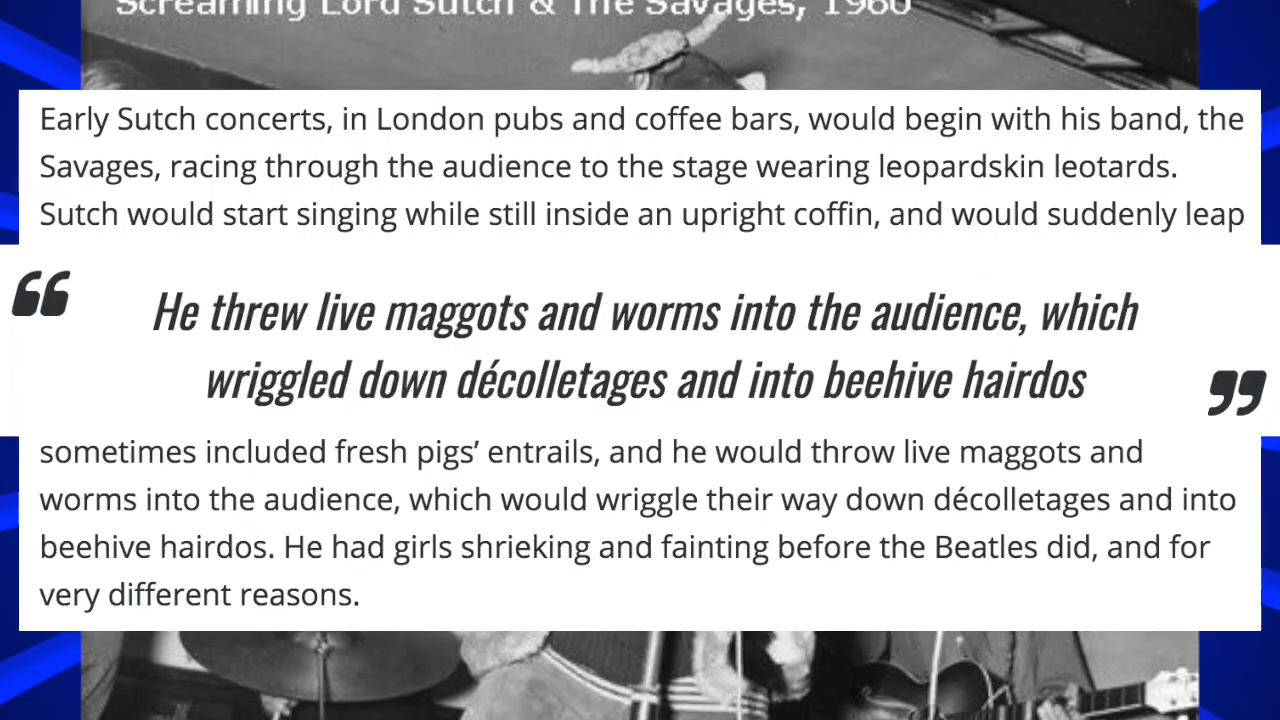 Screaming Lord Sutch & The Savages, 1960
Early Sutch concerts, in London pubs and coffee bars, would begin with his band, the
Savages, racing through the audience to the stage wearing leopardskin leotards.
Sutch would start singing while still inside an upright coffin, and would suddenly leap
“ He threw live maggots and worms into the audience, which
wriggled down décolletages and into beehive hairdos ”
sometimes included fresh pigs’ entrails, and he would throw live maggots and
worms into the audience, which would wriggle their way down décolletages and into
beehive hairdos. He had girls shrieking and fainting before the Beatles did, and for
very different reasons.